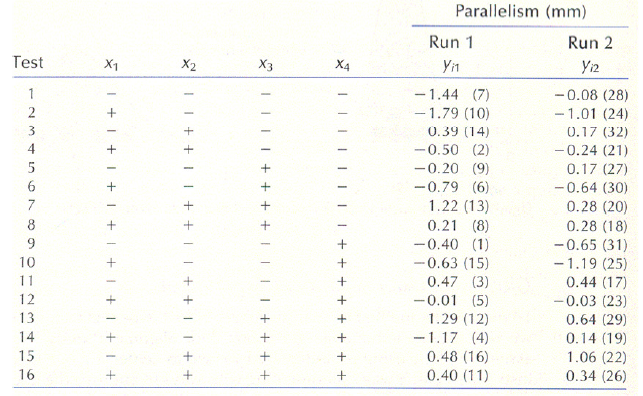 Parallelism (mm)
Run 1 Run 2
Test x1 x2 x3 x4 yi1 yi2
1 − − − − −1.44 (7) −0.08 (28)
2 + − − − −1.79 (10) −1.01 (24)
3 − + − − 0.39 (14) 0.17 (32)
4 + + − − −0.50 (2) −0.24 (21)
5 − − + − −0.20 (9) 0.17 (27)
6 + − + − −0.79 (6) −0.64 (30)
7 − + + − 1.22 (13) 0.28 (20)
8 + + + − 0.21 (8) 0.28 (18)
9 − − − + −0.40 (1) −0.65 (31)
10 + − − + −0.63 (15) −1.19 (25)
11 − + − + 0.47 (3) 0.44 (17)
12 + + − + −0.01 (5) −0.03 (23)
13 − − + + 1.29 (12) 0.64 (29)
14 + − + + −1.17 (4) 0.14 (19)
15 − + + + 0.48 (16) 1.06 (22)
16 + + + + 0.40 (11) 0.34 (26)